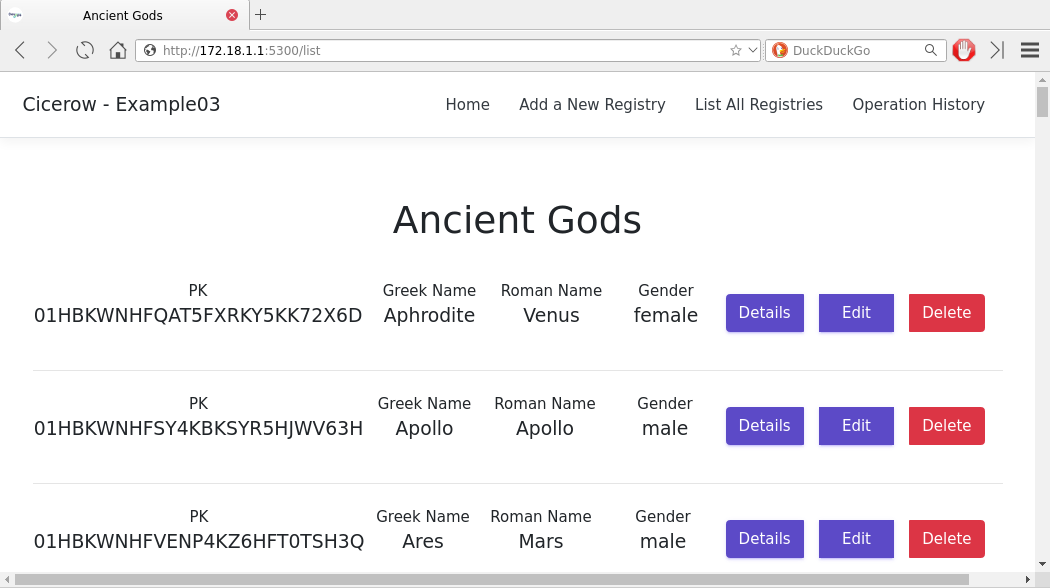 Ancient Gods
http://172.18.1.1:5300/list
DuckDuckGo
Cicerow - Example03
Home Add a New Registry List All Registries Operation History
Ancient Gods
PK Greek Name Roman Name Gender
01HBKWNHFQAT5FXRKY5KK72X6D Aphrodite Venus female Details Edit Delete
PK Greek Name Roman Name Gender
01HBKWNHFSY4KBKSYR5HJWV63H Apollo Apollo male Details Edit Delete
PK Greek Name Roman Name Gender
01HBKWNHFVENP4KZ6HFT0TSH3Q Ares Mars male Details Edit Delete